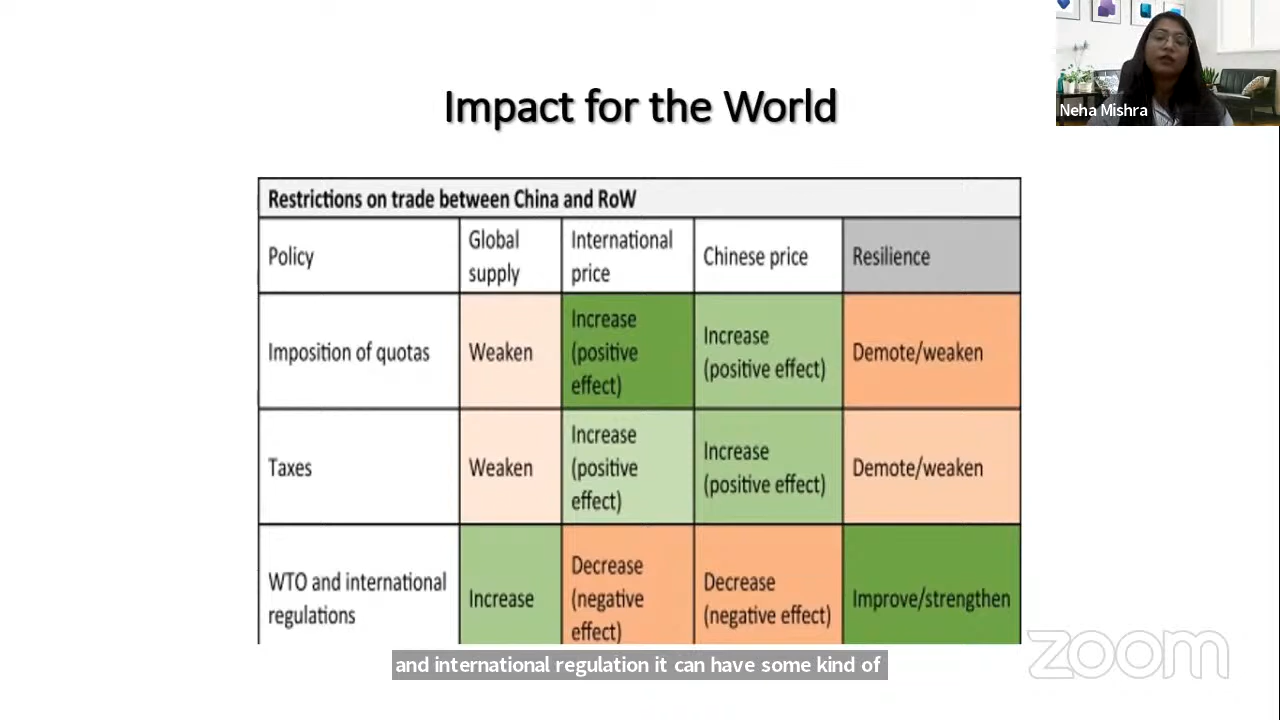 Neha Mishra
Impact for the World
Restrictions on trade between China and RoW
Policy
Global
supply
International
price
Chinese price
Resilience
Imposition of quotas
Weaken
Increase
(positive
effect)
Increase
(positive effect)
Demote/weaken
Taxes
Weaken
Increase
(positive
effect)
Increase
(positive effect)
Demote/weaken
WTO and international
regulations
Increase
Decrease
(negative
effect)
Decrease
(negative effect)
Improve/strengthen
zoom
and international regulation it can have some kind of